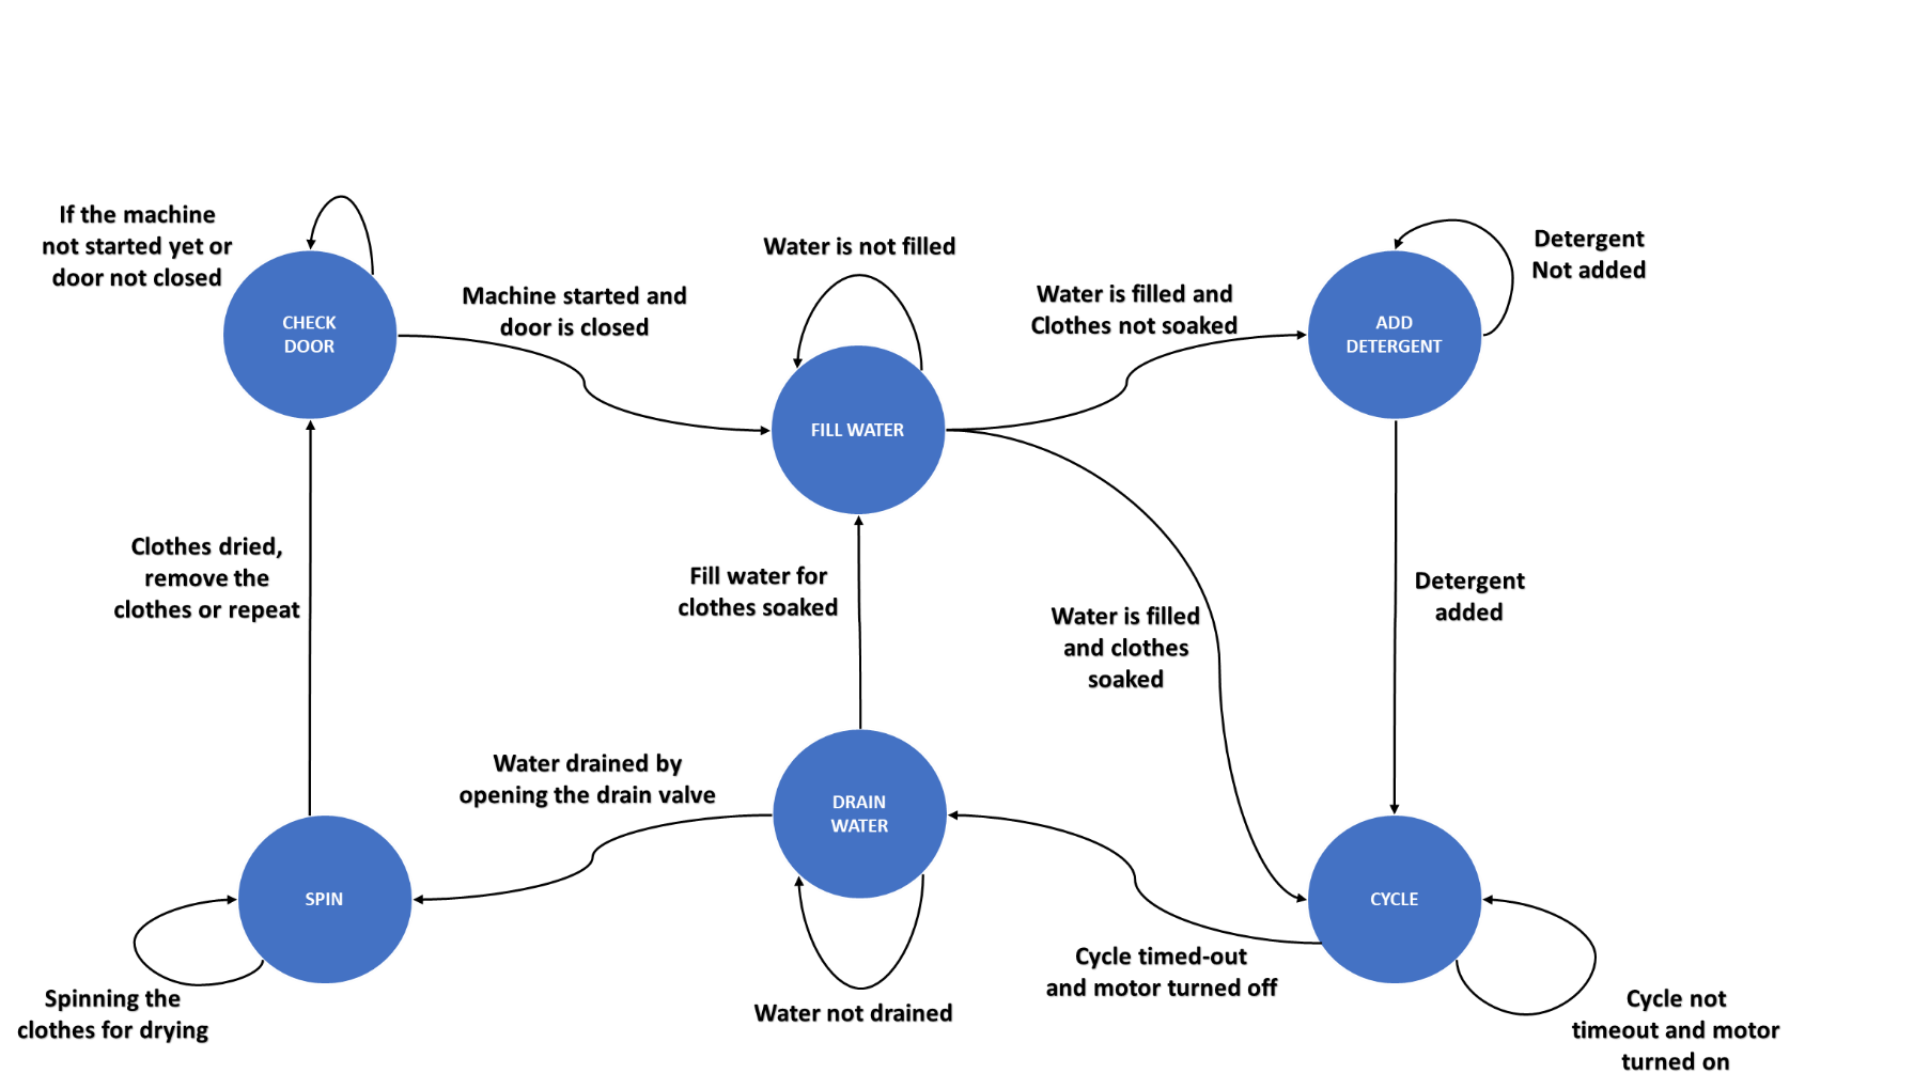 If the machine
not started yet or
door not closed
CHECK
DOOR
Machine started and
door is closed
Water is not filled
FILL WATER
Water is filled and
Clothes not soaked
ADD
DETERGENT
Detergent
Not added
Clothes dried,
remove the
clothes or repeat
Fill water for
clothes soaked
Water is filled
and clothes
soaked
Detergent
added
Water drained by
opening the drain valve
DRAIN
WATER
SPIN
CYCLE
Spinning the
clothes for drying
Water not drained
Cycle timed-out
and motor turned off
Cycle not
timeout and motor
turned on